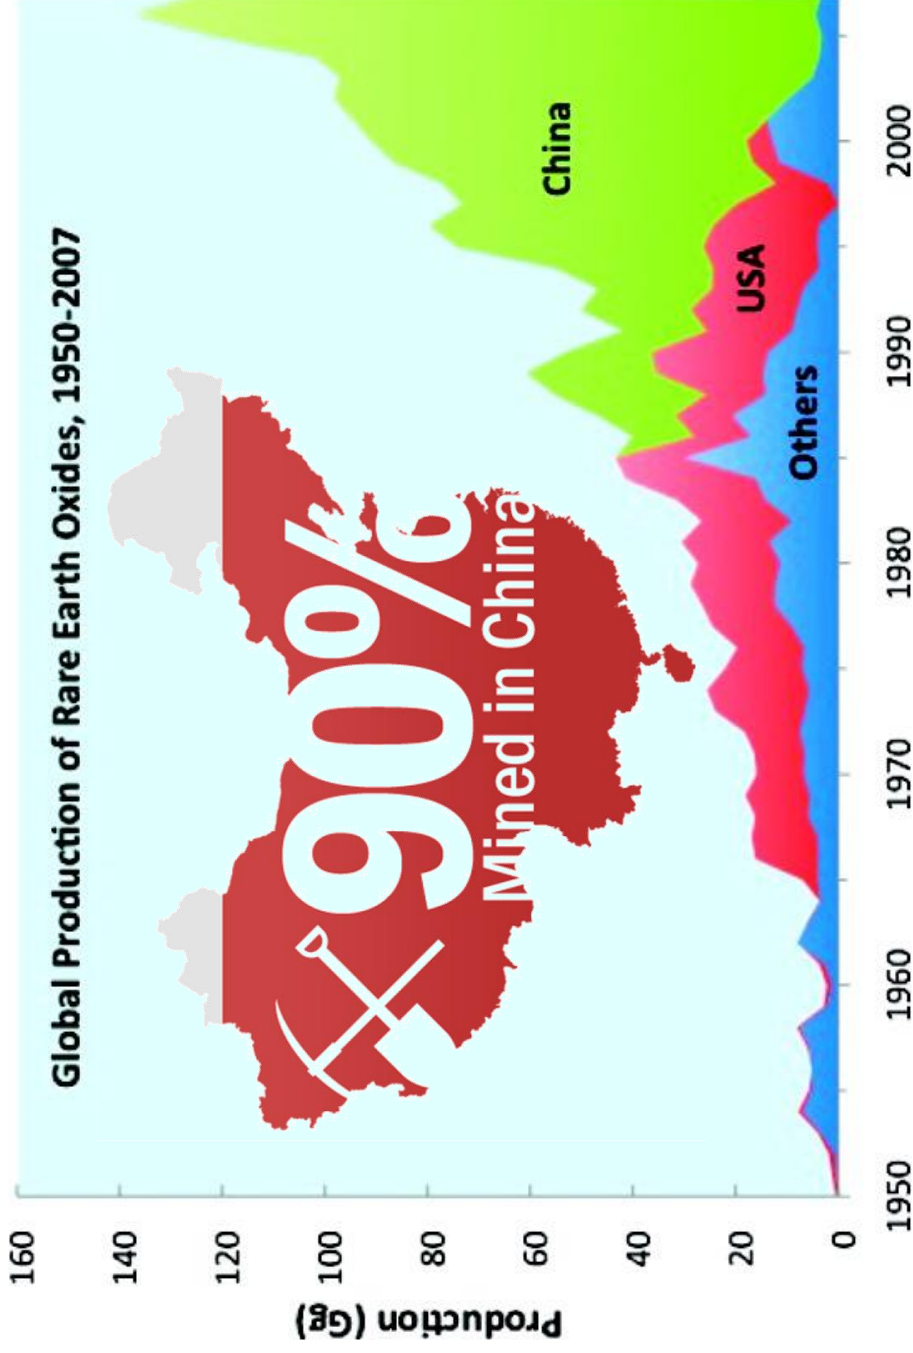 Global Production of Rare Earth Oxides, 1950-2007
160
140
120
100
80
60
40
20
0
Production (Gg)
90%
Mined in China
China
USA
Others
1950
1960
1970
1980
1990
2000